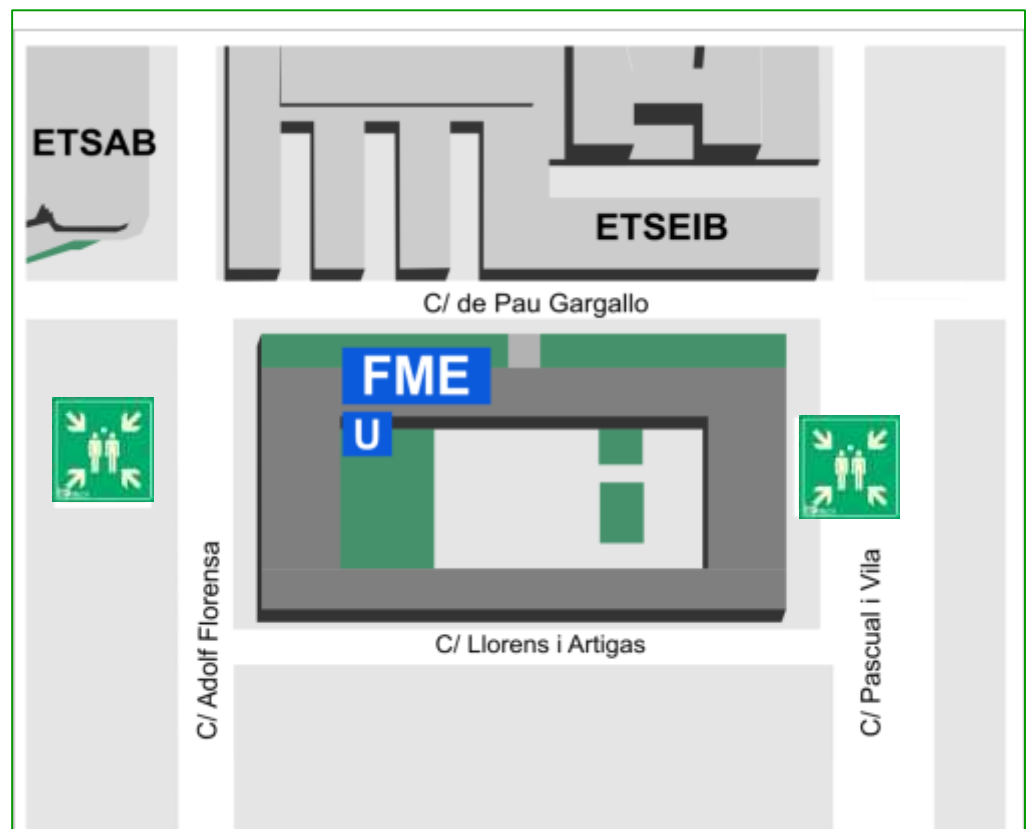 ETSAB
ETSEIB
C/ de Pau Gargallo
FME
U
C/ Adolf Florensa
C/ Llorens i Artigas
C/ Pascual i Vila